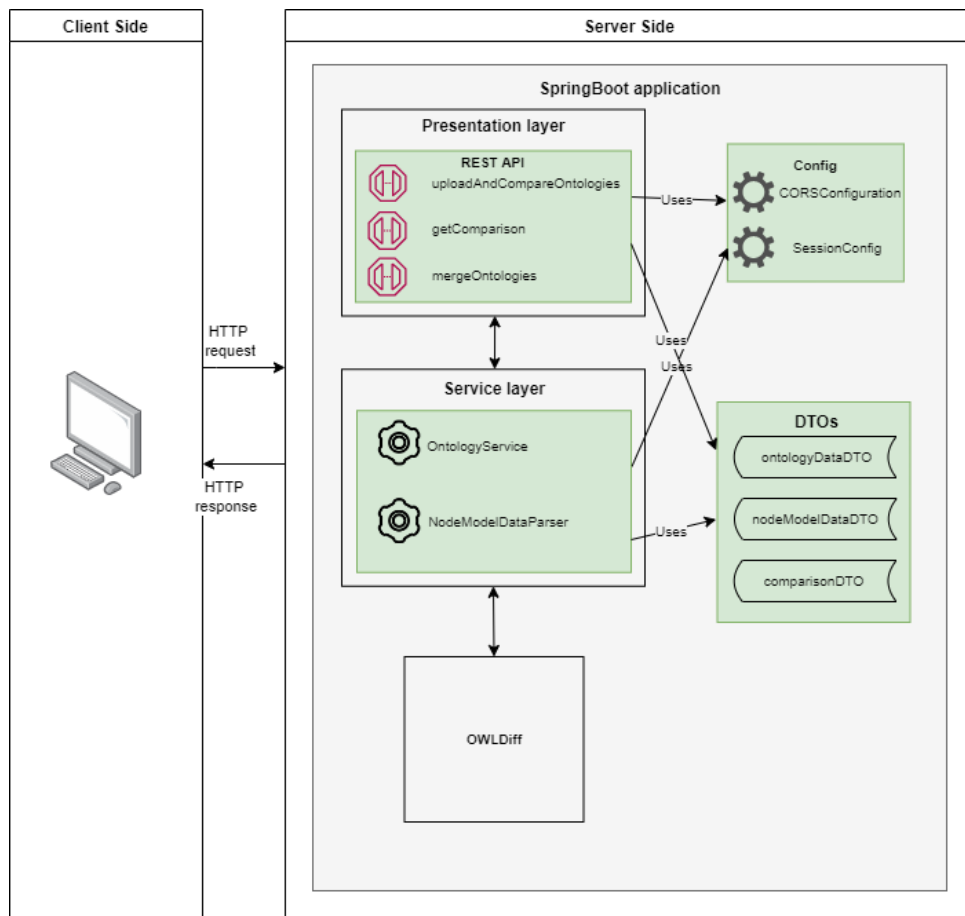 Client Side
Server Side
SpringBoot application
Presentation layer
REST API
uploadAndCompareOntologies
getComparison
mergeOntologies
Uses
Config
CORSConfiguration
SessionConfig
HTTP
request
HTTP
response
Uses
Uses
Service layer
OntologyService
NodeModelDataParser
Uses
DTOs
ontologyDataDTO
nodeModelDataDTO
comparisonDTO
OWLDiff